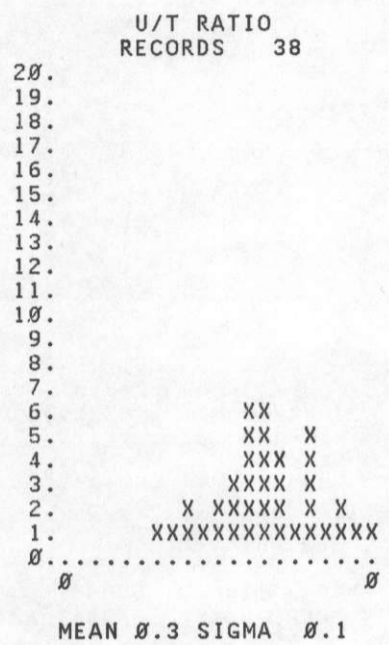 U/T RATIO
RECORDS 38
2Ø.
19.
18.
17.
16.
15.
14.
13.
12.
11.
1Ø.
9.
8.
7.
6. XX
5. XX  X
4. XXX X
3. XXXX X
2. X XXXXX X X
1. XXXXXXXXXXXXXXX
Ø......................
Ø Ø
MEAN Ø.3 SIGMA Ø.1